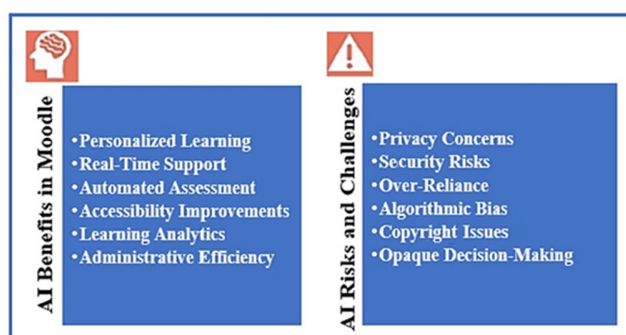 AI Benefits in Moodle
•Personalized Learning
•Real-Time Support
•Automated Assessment
•Accessibility Improvements
•Learning Analytics
•Administrative Efficiency
AI Risks and Challenges
•Privacy Concerns
•Security Risks
•Over-Reliance
•Algorithmic Bias
•Copyright Issues
•Opaque Decision-Making